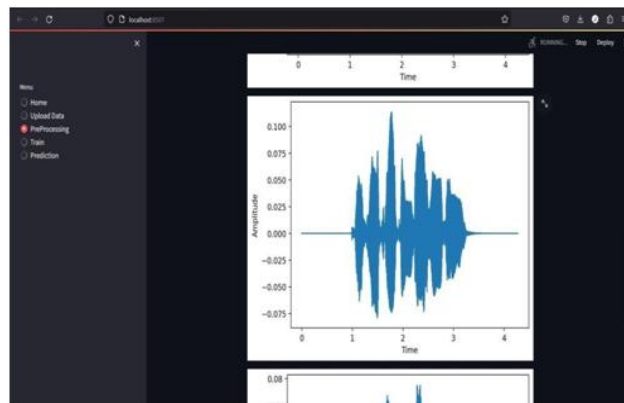 localhost:8501
RUNNING...
Stop
Deploy
Menu
Home
Upload Data
PreProcessing
Train
Prediction
0 1 2 3 4
Time
0.100
0.075
0.050
0.025
0.000
−0.025
−0.050
−0.075
Amplitude
0 1 2 3 4
Time
0.08